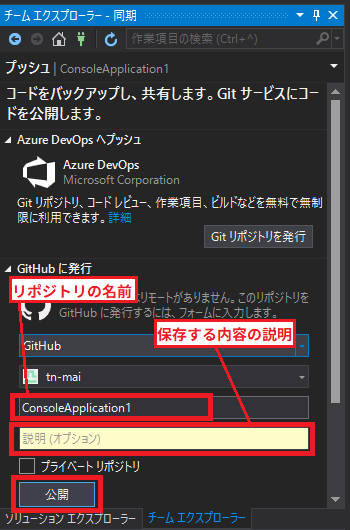 チーム エクスプローラー - 同期
作業項目の検索 (Ctrl+^)
プッシュ | ConsoleApplication1
コードをバックアップし、共有します。Git サービスにコー
ドを公開します。
Azure DevOps へプッシュ
Azure DevOps
Microsoft Corporation
Git リポジトリ、コード レビュー、作業項目、ビルドなどを無料で無制
限に利用できます。詳細
Git リポジトリを発行
GitHub に発行
リポジトリの名前
リモートがありません。このリポジトリを
GitHub に発行するには、フォームに入力します。
保存する内容の説明
GitHub
tn-mai
ConsoleApplication1
説明 (オプション)
プライベート リポジトリ
公開
ソリューション エクスプローラー チーム エクスプローラー